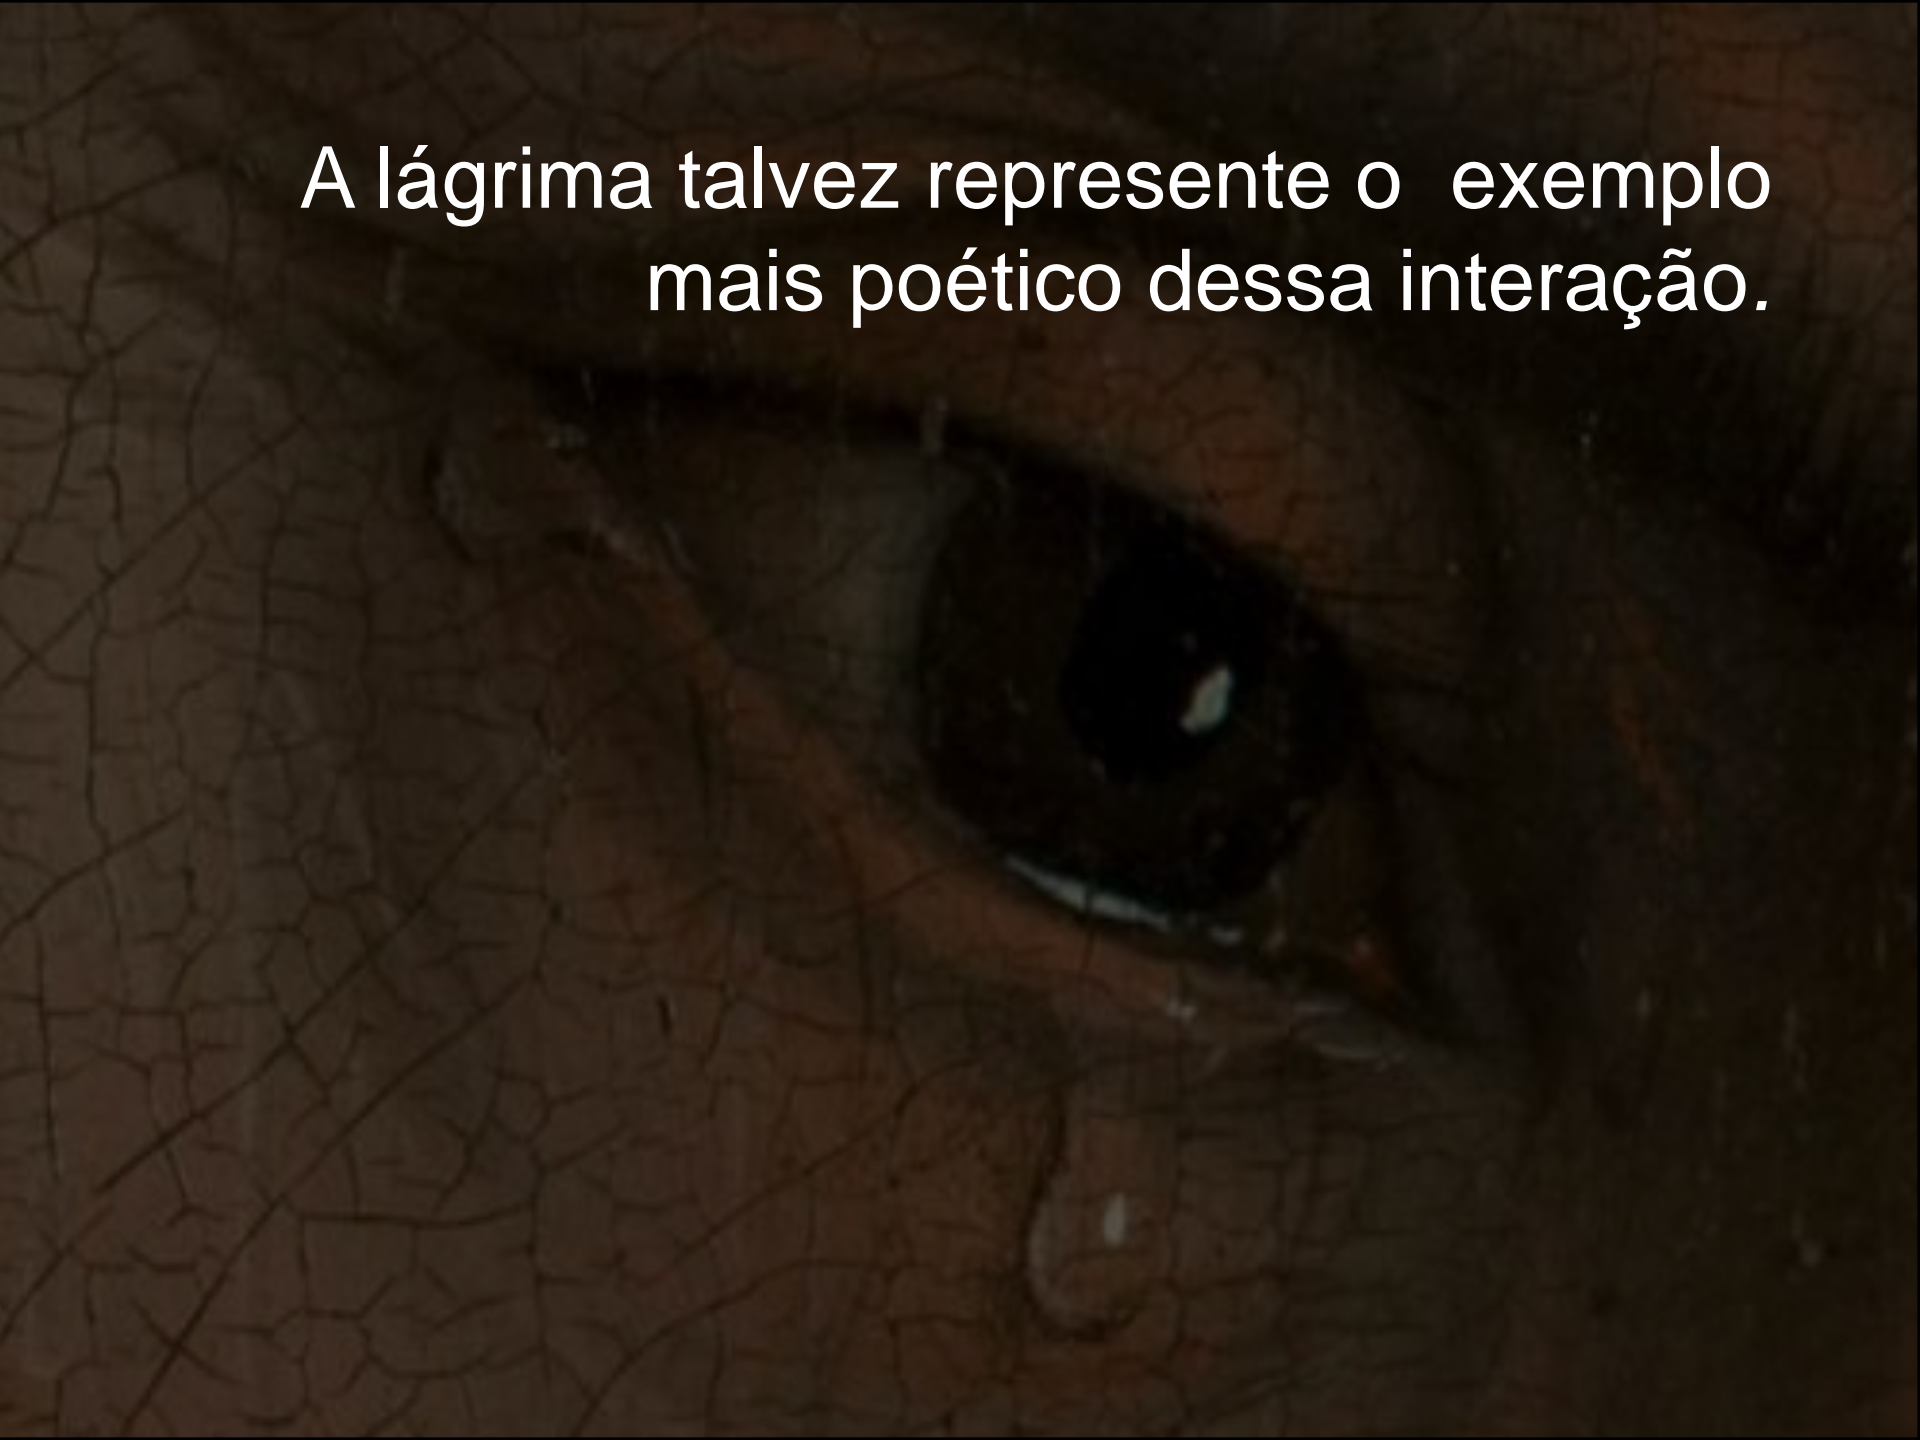 A lágrima talvez represente o  exemplo
mais poético dessa interação.